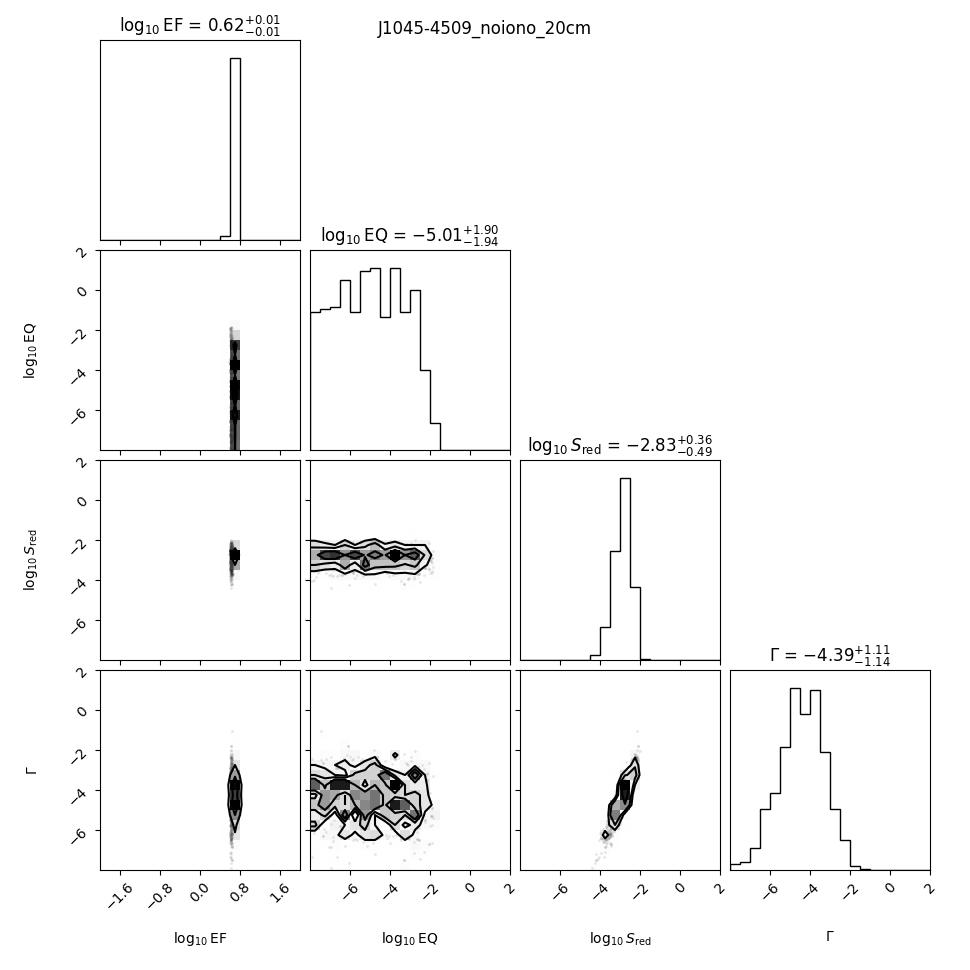 J1045-4509_noiono_20cm
log₁₀ EF = 0.62⁺⁰·⁰¹₋₀.₀₁
log₁₀ EQ = −5.01⁺¹·⁹⁰₋₁.₉₄
log₁₀ S_red = −2.83⁺⁰·³⁶₋₀.₄₉
Γ = −4.39⁺¹·¹¹₋₁.₁₄
2
0
−2
−4
−6
log₁₀ EQ
2
0
−2
−4
−6
log₁₀ S_red
2
0
−2
−4
−6
Γ
−1.6 −0.8 0.0 0.8 1.6
−6 −4 −2 0 2
−6 −4 −2 0 2
−6 −4 −2 0 2
log₁₀ EF
log₁₀ EQ
log₁₀ S_red
Γ